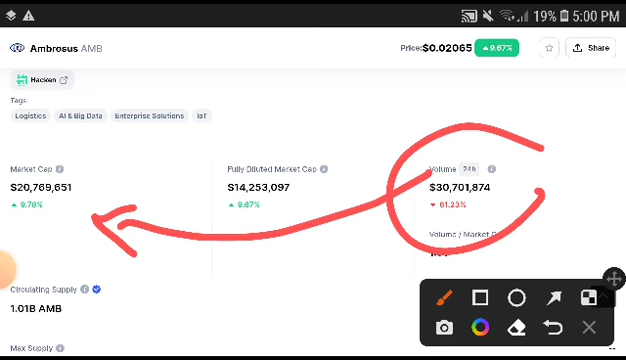 19% 5:00 PM
Ambrosus AMB Price:$0.02065 9.67% Share
Hacken
Tags:
Logistics AI & Big Data Enterprise Solutions IoT
Market Cap Fully Diluted Market Cap Volume 24h
$20,769,651 $14,253,097 $30,701,874
9.78% 9.67% 61.23%
Volume / Market
Circulating Supply
1.01B AMB
Max Supply
--